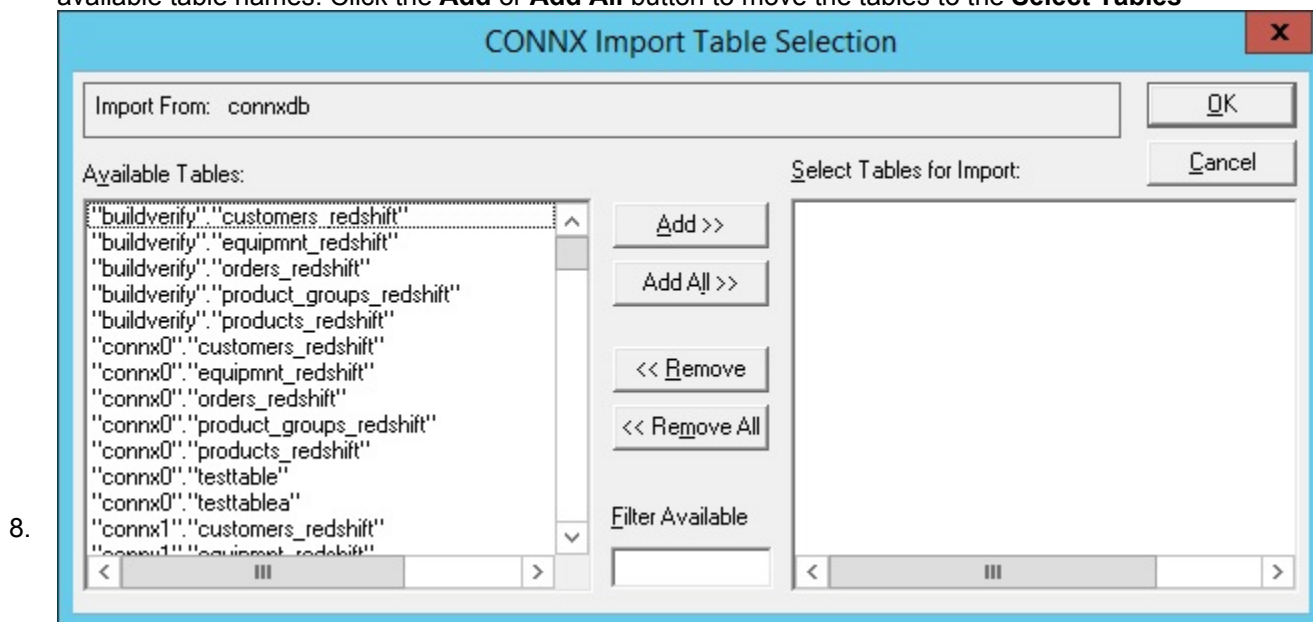 available table names. Click the Add or Add All button to move the tables to the Select Tables
CONNX Import Table Selection
x
Import From: connxdb
OK
Available Tables:
Select Tables for Import:
Cancel
"buildverify"."customers_redshift"
"buildverify"."equipmnt_redshift"
"buildverify"."orders_redshift"
"buildverify"."product_groups_redshift"
"buildverify"."products_redshift"
"connx0"."customers_redshift"
"connx0"."equipmnt_redshift"
"connx0"."orders_redshift"
"connx0"."product_groups_redshift"
"connx0"."products_redshift"
"connx0"."testtable"
"connx0"."testtablea"
"connx1"."customers_redshift"
"connx1"."equipmnt_redshift"
Add >>
Add All >>
<< Remove
<< Remove All
Filter Available
8.